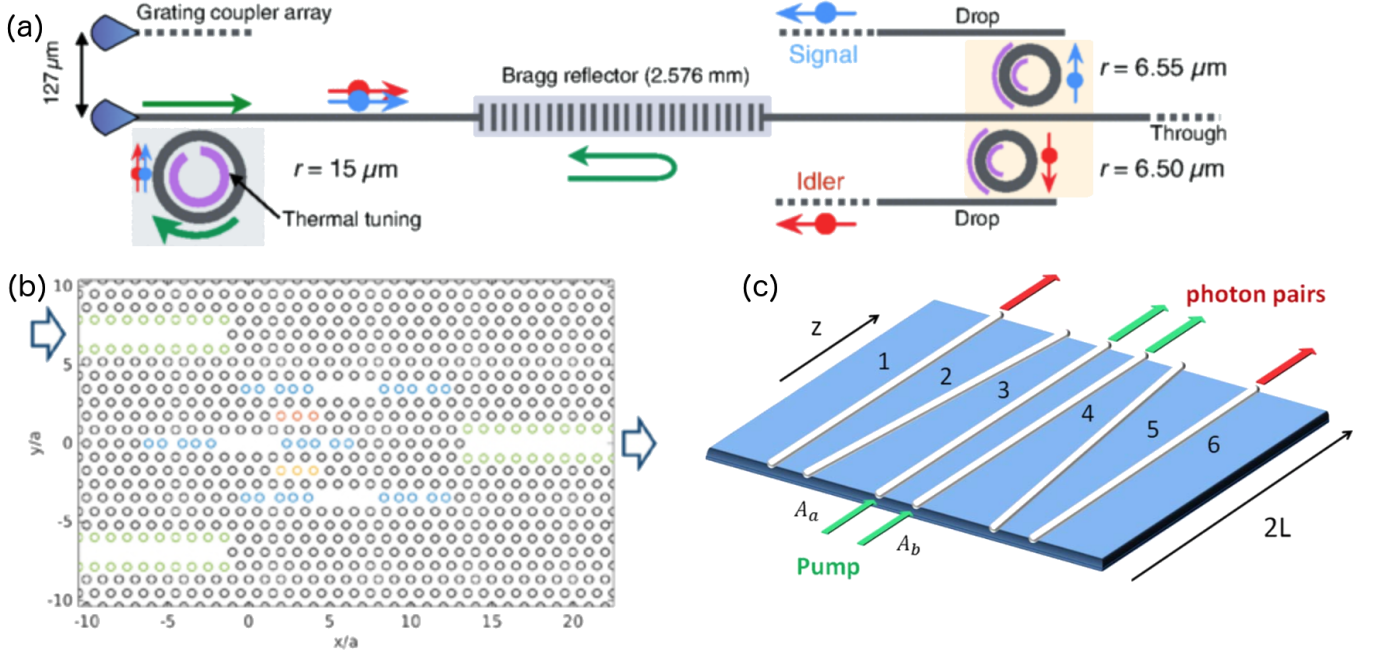 (a)
Grating coupler array
127 µm
Bragg reflector (2.576 mm)
r = 15 µm
Thermal tuning
Drop
Signal
r = 6.55 µm
Through
Idler
r = 6.50 µm
Drop
(b)
10
5
0
-5
-10
y/a
-10 -5 0 5 10 15 20
x/a
(c)
photon pairs
z
1
2
3
4
5
6
Aa
Ab
Pump
2L